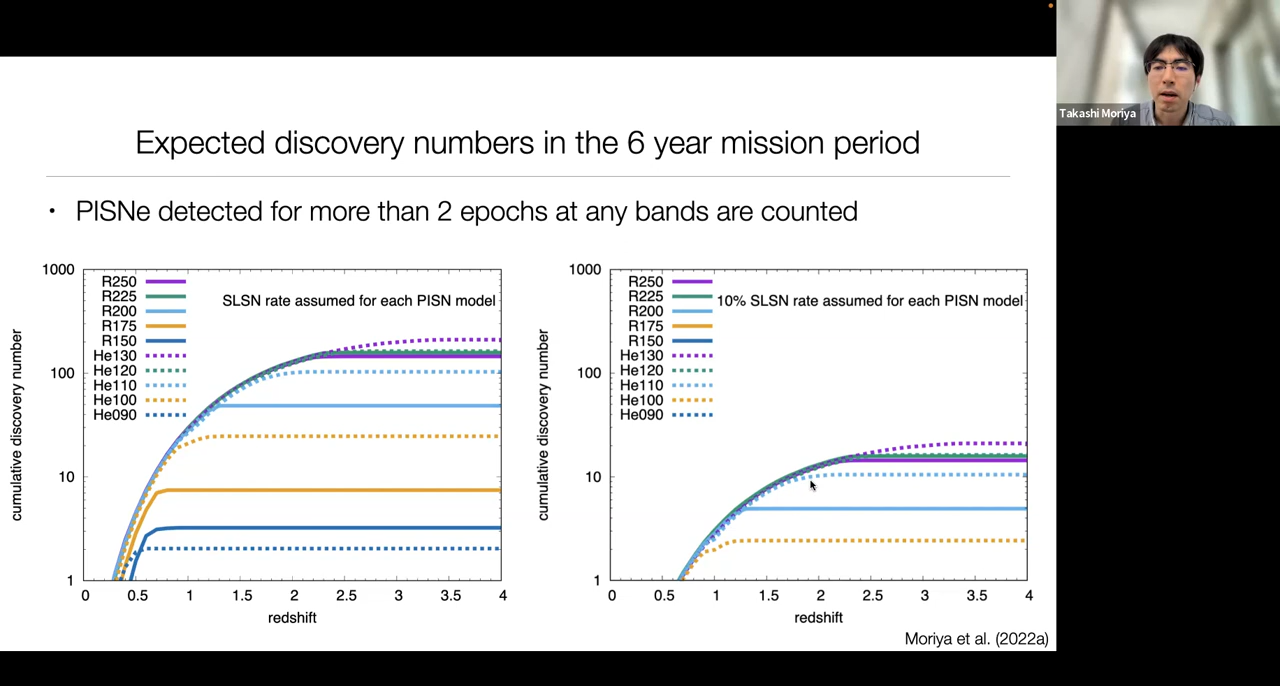 Takashi Moriya
Expected discovery numbers in the 6 year mission period
• PISNe detected for more than 2 epochs at any bands are counted
1000
100
10
1
cumulative discovery number
R250
R225
R200
R175
R150
He130
He120
He110
He100
He090
SLSN rate assumed for each PISN model
0 0.5 1 1.5 2 2.5 3 3.5 4
redshift
1000
100
10
1
cumulative discovery number
R250
R225
R200
R175
R150
He130
He120
He110
He100
He090
10% SLSN rate assumed for each PISN model
0 0.5 1 1.5 2 2.5 3 3.5 4
redshift
Moriya et al. (2022a)